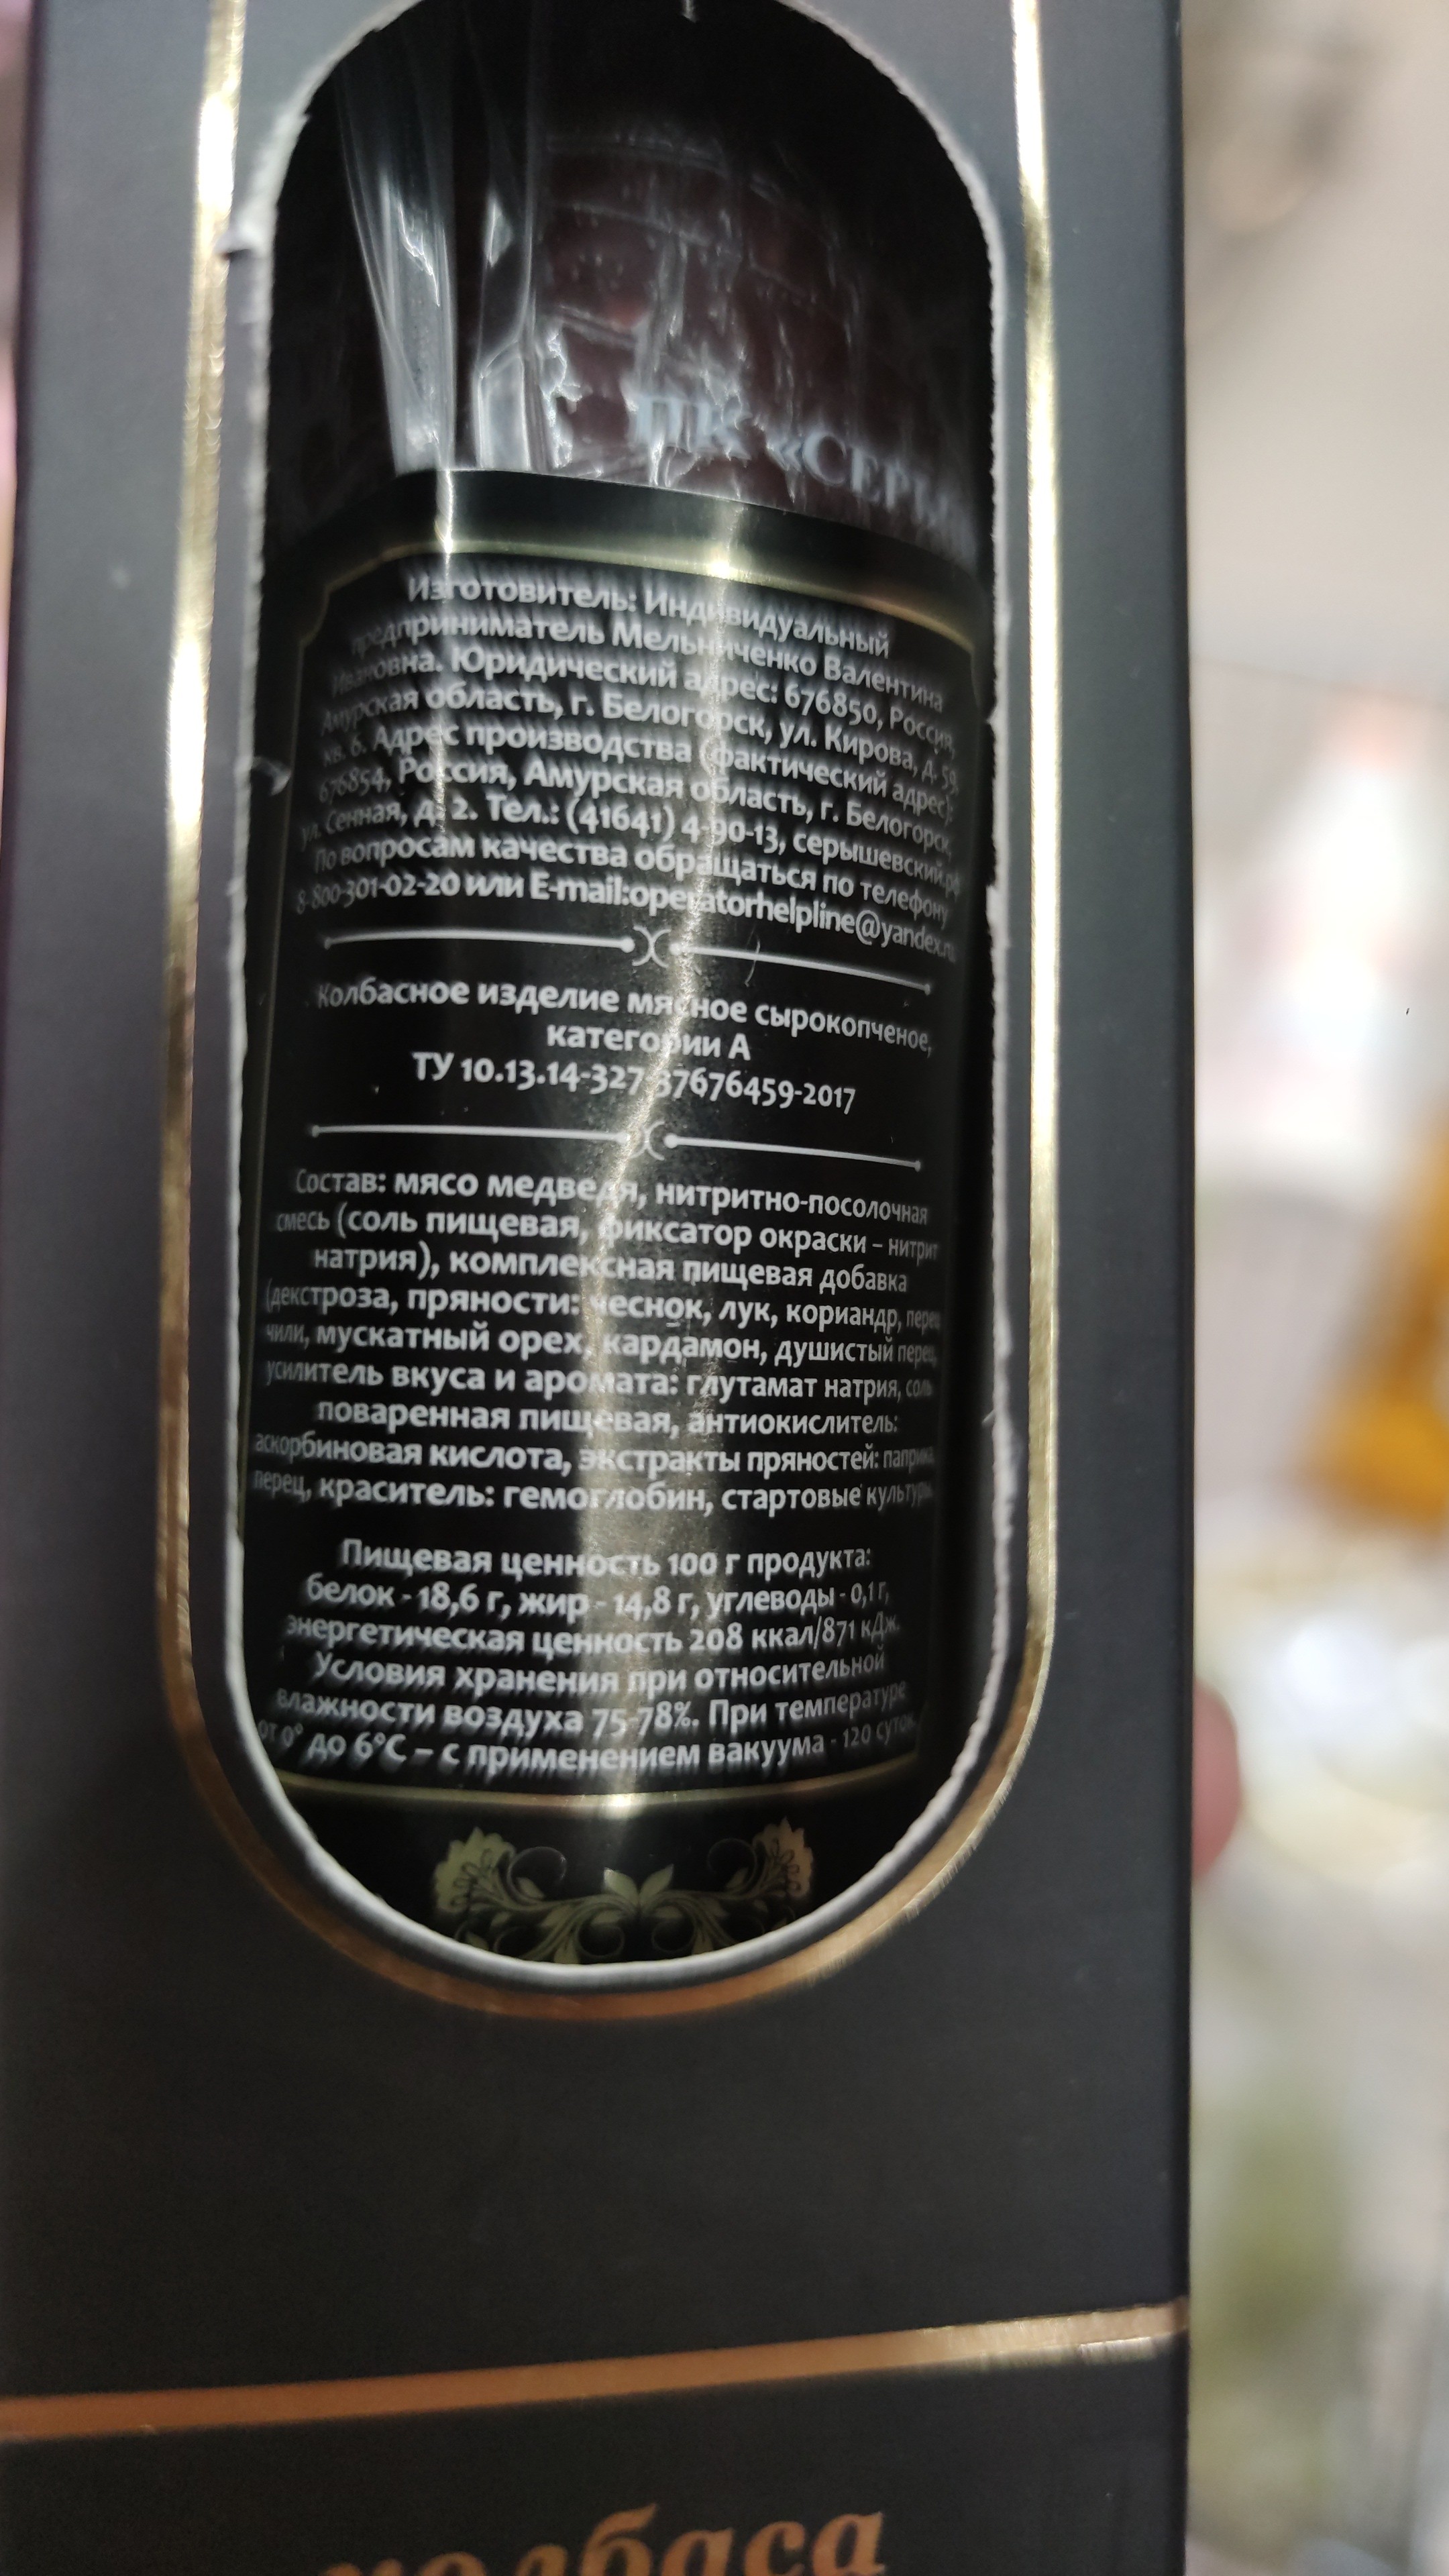 ПК «СЕРЫ
Изготовитель: Индивидуальный
предприниматель Мельниченко Валентина
Ивановна. Юридический адрес: 676850, Россия,
Амурская область, г. Белогорск, ул. Кирова, д. 59,
кв. 6. Адрес производства (фактический адрес):
676854, Россия, Амурская область, г. Белогорск,
ул. Сенная, д. 2. Тел.: (41641) 4-90-13, серышевский.рф
По вопросам качества обращаться по телефону
8-800-301-02-20 или E-mail:operatorhelpline@yandex.ru
Колбасное изделие мясное сырокопченое,
категории А
ТУ 10.13.14-327-37676459-2017
Состав: мясо медведя, нитритно-посолочная
смесь (соль пищевая, фиксатор окраски – нитрит
натрия), комплексная пищевая добавка
(декстроза, пряности: чеснок, лук, кориандр, перец
чили, мускатный орех, кардамон, душистый перец,
усилитель вкуса и аромата: глутамат натрия, соль
поваренная пищевая, антиокислитель:
аскорбиновая кислота, экстракты пряностей: паприка,
перец, краситель: гемоглобин, стартовые культуры
Пищевая ценность 100 г продукта:
белок - 18,6 г, жир - 14,8 г, углеводы - 0,1 г,
энергетическая ценность 208 ккал/871 кДж.
Условия хранения при относительной
влажности воздуха 75-78%. При температуре
от 0° до 6°С – с применением вакуума - 120 суток.
колбаса